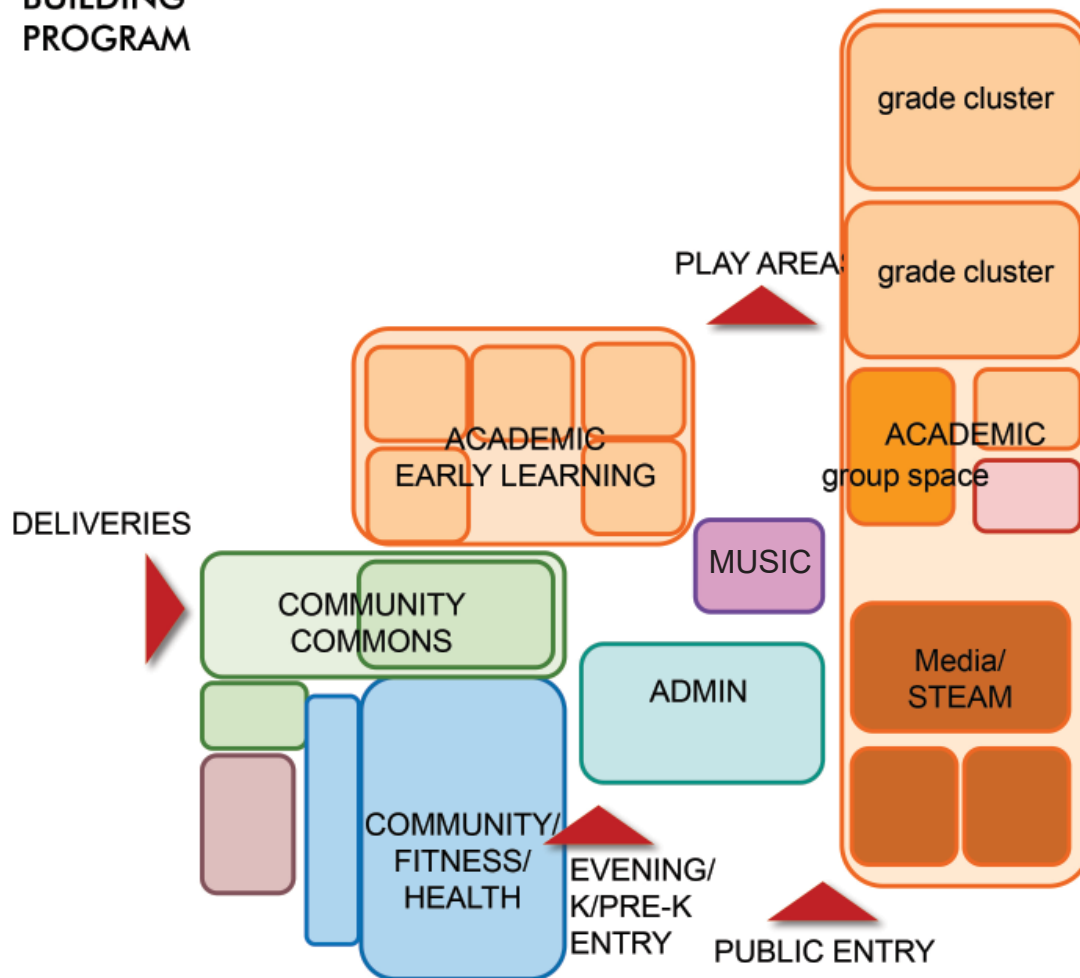 BUILDING
PROGRAM
grade cluster
PLAY AREAS
grade cluster
ACADEMIC
EARLY LEARNING
ACADEMIC
group space
DELIVERIES
MUSIC
COMMUNITY
COMMONS
ADMIN
Media/
STEAM
COMMUNITY/
FITNESS/
HEALTH
EVENING/
K/PRE-K
ENTRY
PUBLIC ENTRY